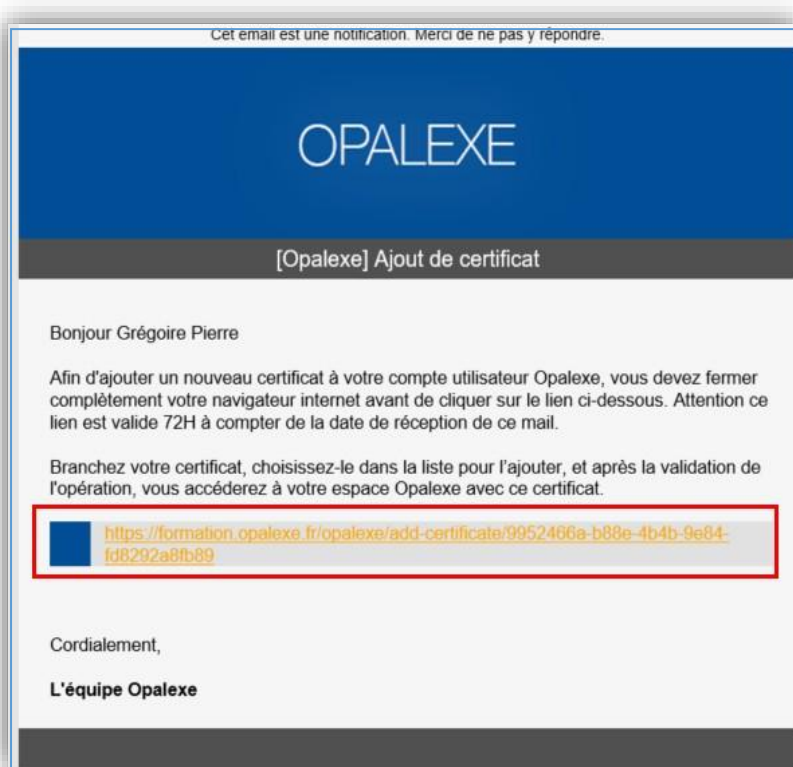 Cet email est une notification. Merci de ne pas y répondre.
OPALEXE
[Opalexe] Ajout de certificat
Bonjour Grégoire Pierre
Afin d'ajouter un nouveau certificat à votre compte utilisateur Opalexe, vous devez fermer
complètement votre navigateur internet avant de cliquer sur le lien ci-dessous. Attention ce
lien est valide 72H à compter de la date de réception de ce mail.
Branchez votre certificat, choisissez-le dans la liste pour l'ajouter, et après la validation de
l'opération, vous accéderez à votre espace Opalexe avec ce certificat.
https://formation.opalexe.fr/opalexe/add-certificate/9952466a-b88e-4b4b-9e84-
fd8292a8fb89
Cordialement,
L'équipe Opalexe